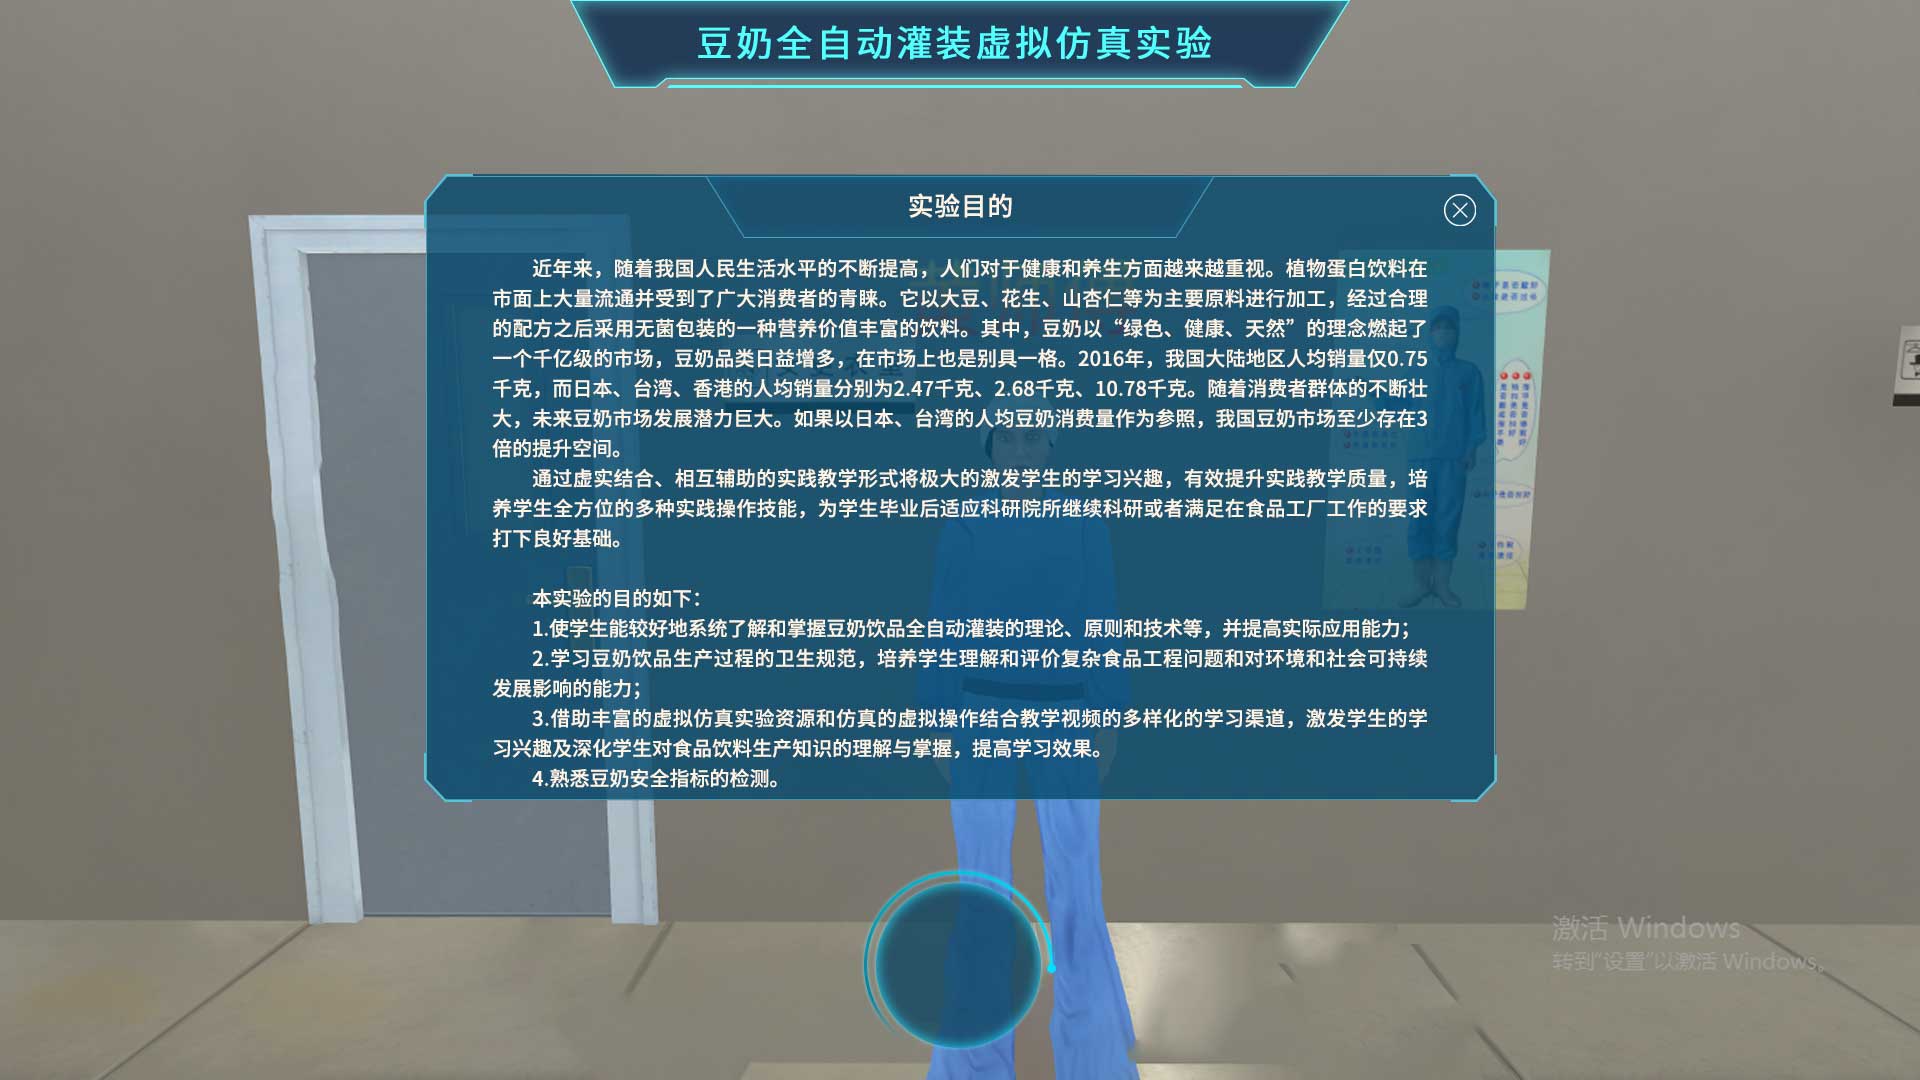 豆奶全自动灌装虚拟仿真实验
实验目的
近年来，随着我国人民生活水平的不断提高，人们对于健康和养生方面越来越重视。植物蛋白饮料在
市面上大量流通并受到了广大消费者的青睐。它以大豆、花生、山杏仁等为主要原料进行加工，经过合理
的配方之后采用无菌包装的一种营养价值丰富的饮料。其中，豆奶以“绿色、健康、天然”的理念燃起了
一个千亿级的市场，豆奶品类日益增多，在市场上也是别具一格。2016年，我国大陆地区人均销量仅0.75
千克，而日本、台湾、香港的人均销量分别为2.47千克、2.68千克、10.78千克。随着消费者群体的不断壮
大，未来豆奶市场发展潜力巨大。如果以日本、台湾的人均豆奶消费量作为参照，我国豆奶市场至少存在3
倍的提升空间。
通过虚实结合、相互辅助的实践教学形式将极大的激发学生的学习兴趣，有效提升实践教学质量，培
养学生全方位的多种实践操作技能，为学生毕业后适应科研院所继续科研或者满足在食品工厂工作的要求
打下良好基础。
本实验的目的如下：
1.使学生能较好地系统了解和掌握豆奶饮品全自动灌装的理论、原则和技术等，并提高实际应用能力；
2.学习豆奶饮品生产过程的卫生规范，培养学生理解和评价复杂食品工程问题和对环境和社会可持续
发展影响的能力；
3.借助丰富的虚拟仿真实验资源和仿真的虚拟操作结合教学视频的多样化的学习渠道，激发学生的学
习兴趣及深化学生对食品饮料生产知识的理解与掌握，提高学习效果。
4.熟悉豆奶安全指标的检测。
激活 Windows
转到“设置”以激活 Windows。